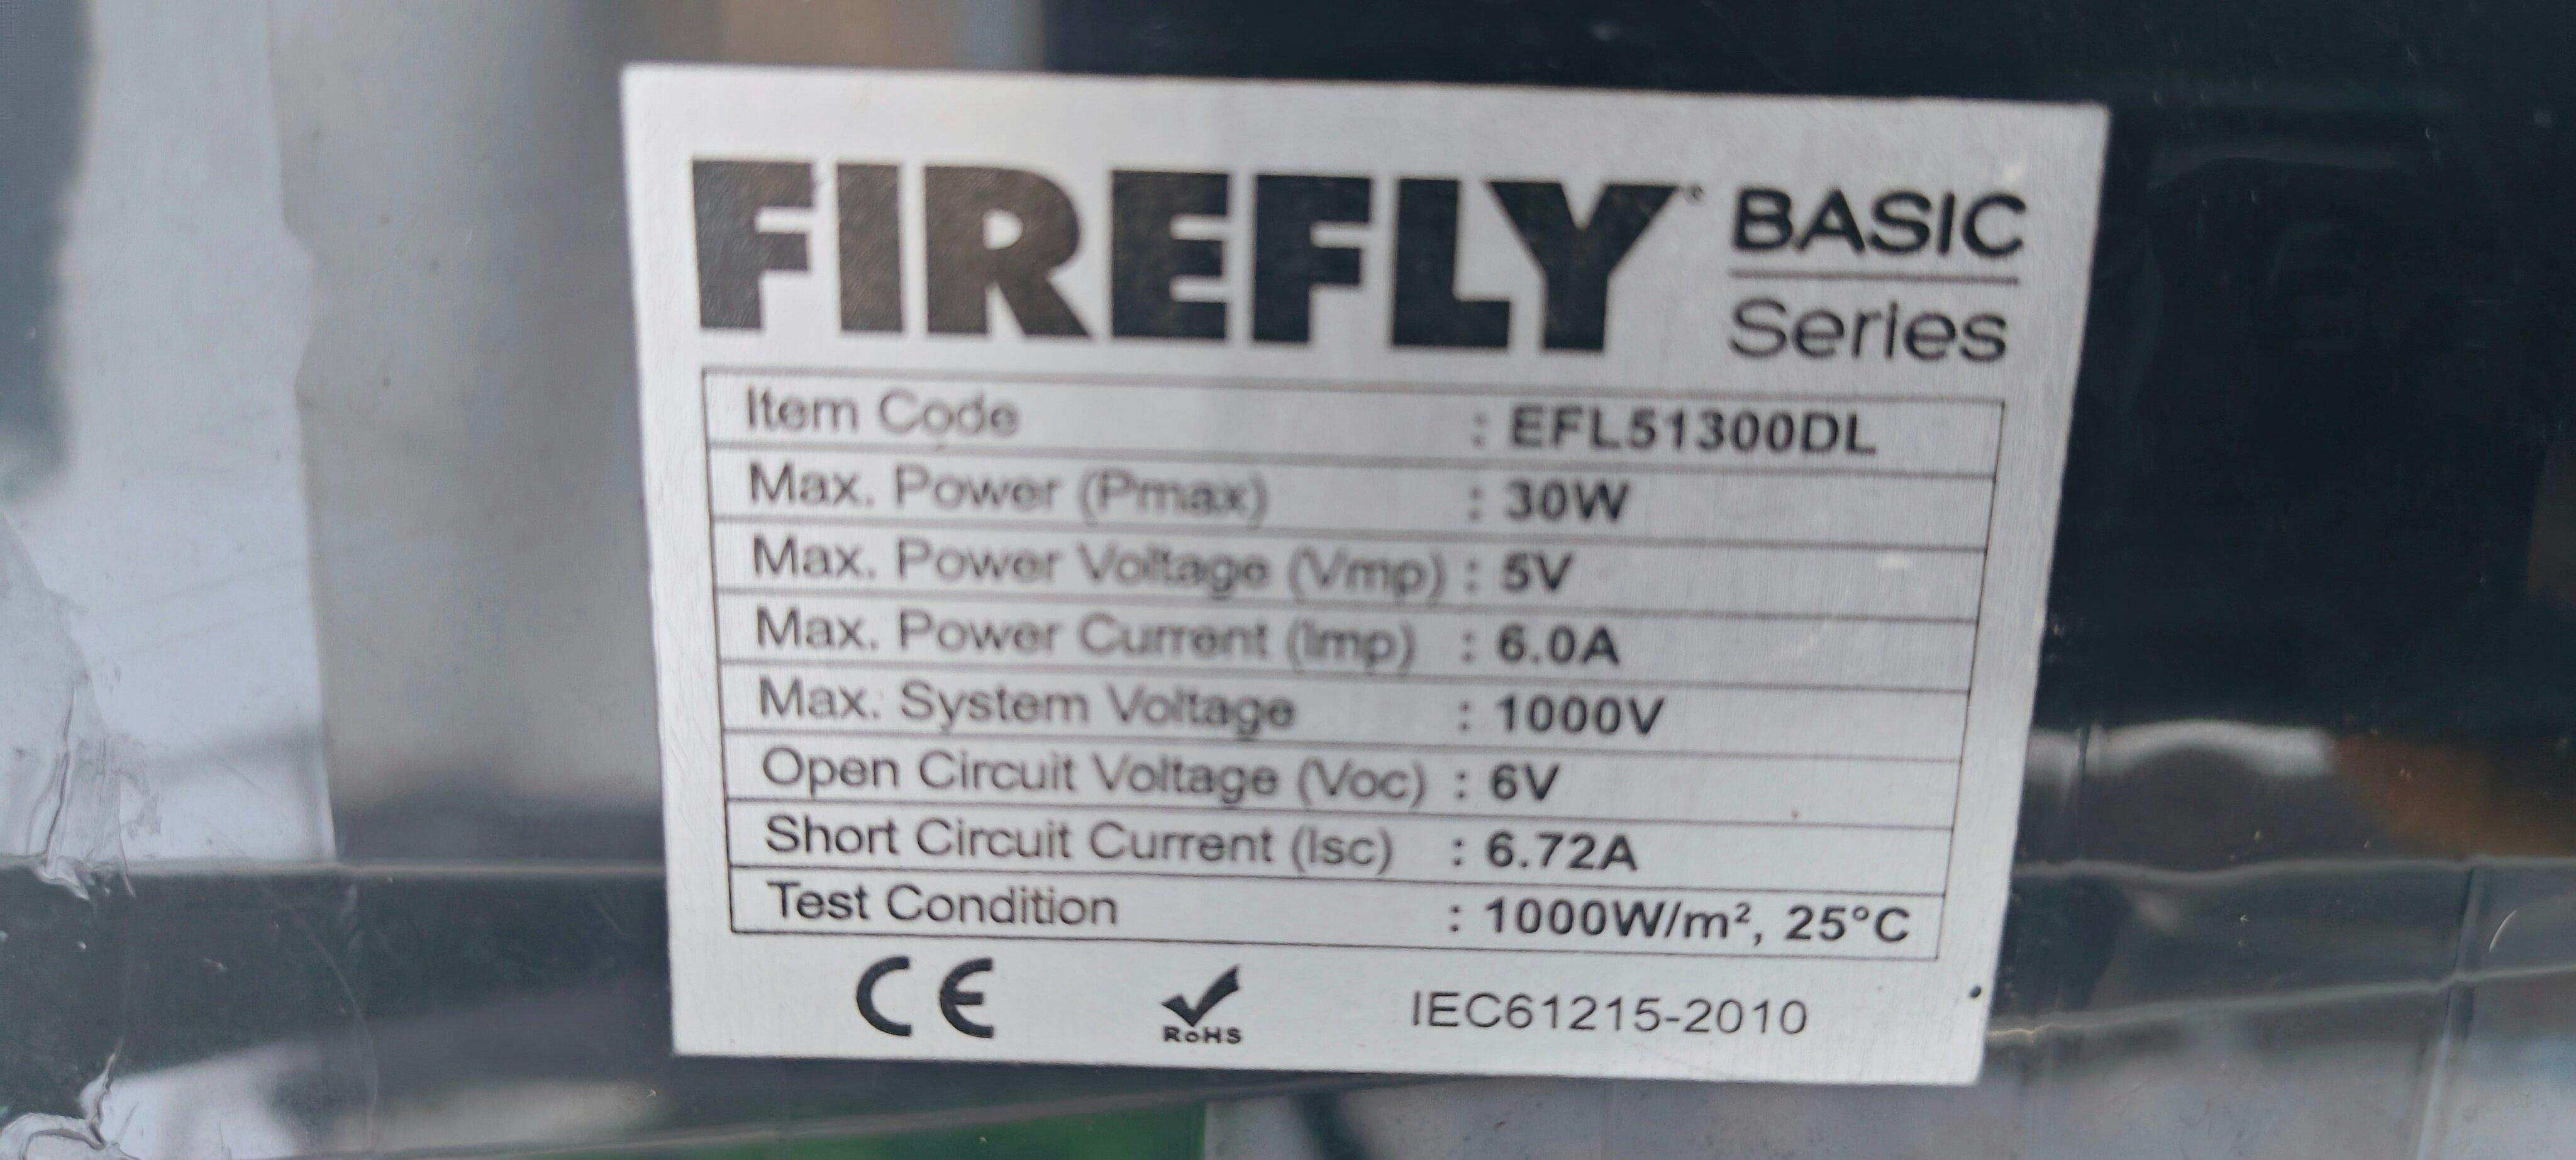 FIREFLY® BASIC
Series
Item Code : EFL51300DL
Max. Power (Pmax) : 30W
Max. Power Voltage (Vmp) : 5V
Max. Power Current (Imp) : 6.0A
Max. System Voltage : 1000V
Open Circuit Voltage (Voc) : 6V
Short Circuit Current (Isc) : 6.72A
Test Condition : 1000W/m², 25°C
CE RoHS IEC61215-2010